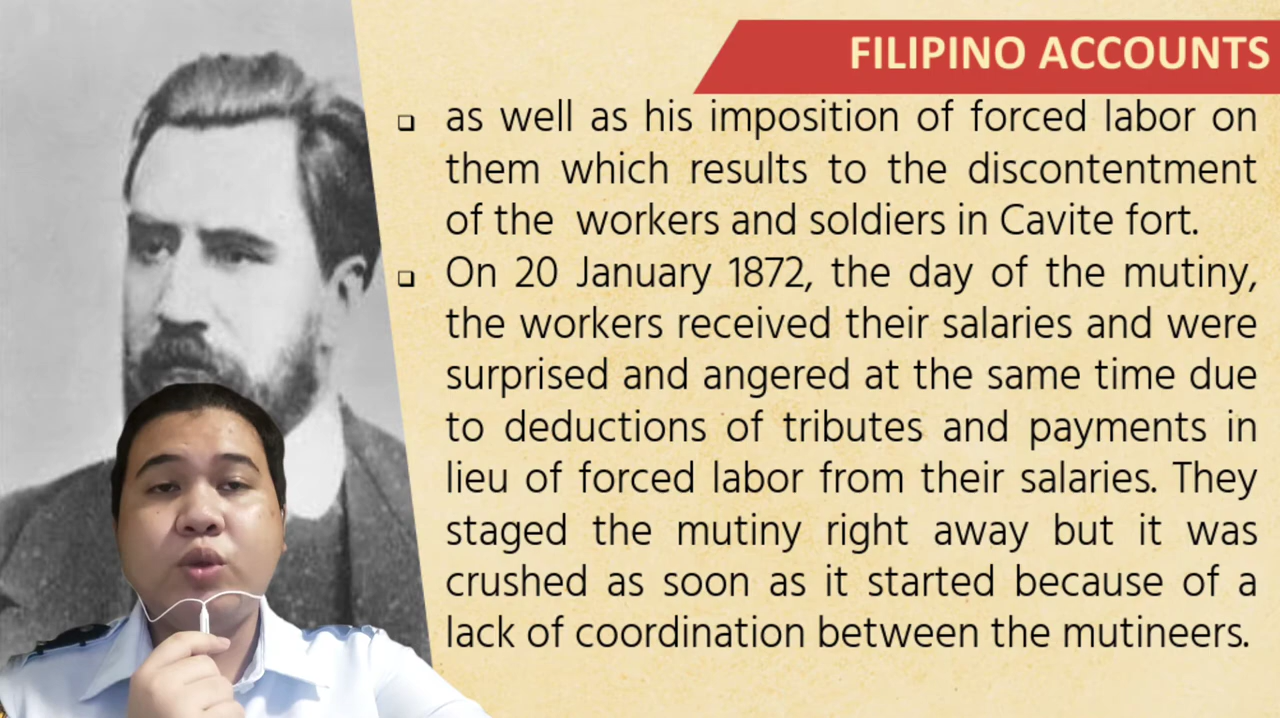 FILIPINO ACCOUNTS
as well as his imposition of forced labor on
them which results to the discontentment
of the workers and soldiers in Cavite fort.
On 20 January 1872, the day of the mutiny,
the workers received their salaries and were
surprised and angered at the same time due
to deductions of tributes and payments in
lieu of forced labor from their salaries. They
staged the mutiny right away but it was
crushed as soon as it started because of a
lack of coordination between the mutineers.